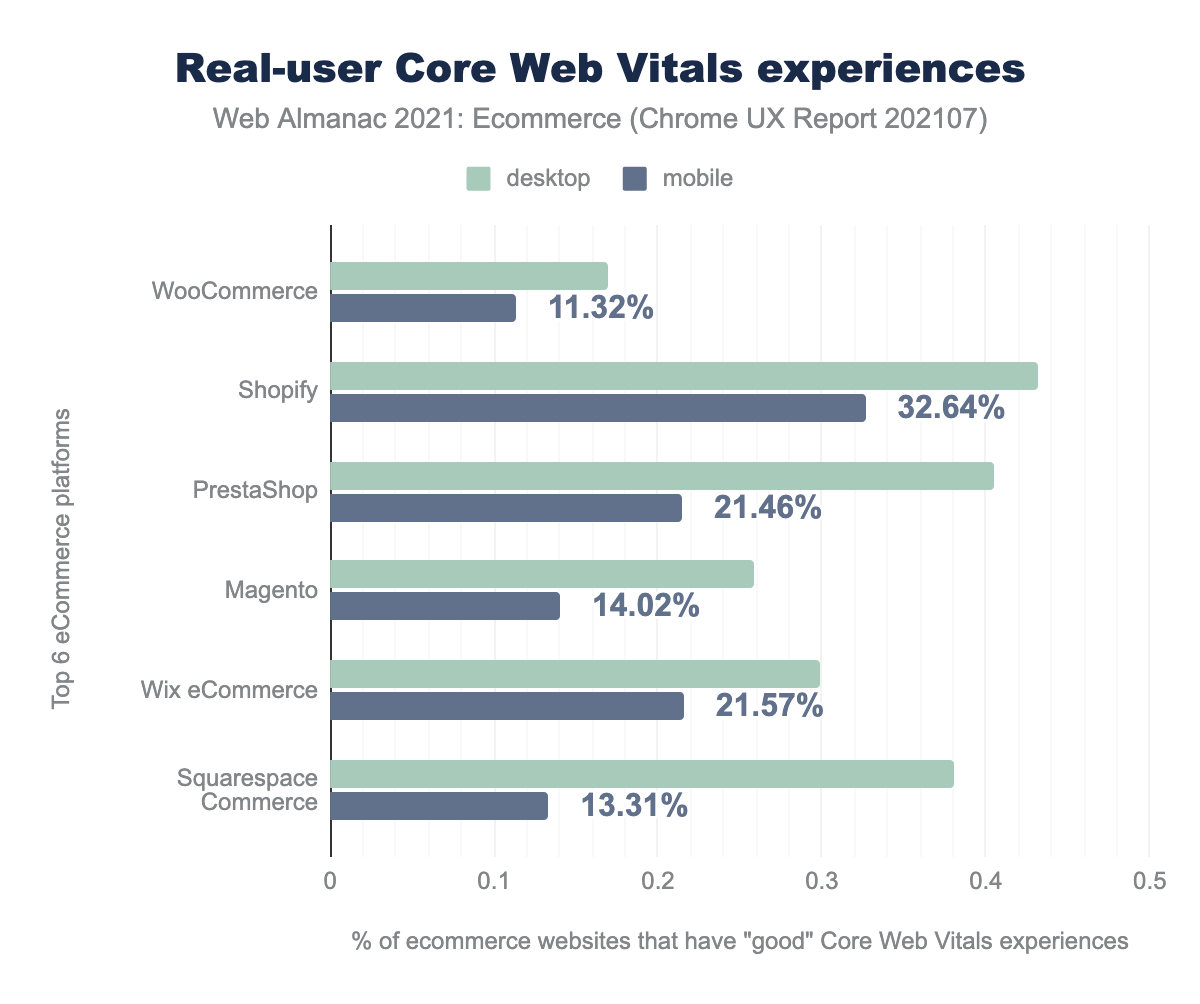 Real-user Core Web Vitals experiences
Web Almanac 2021: Ecommerce (Chrome UX Report 202107)
desktop
mobile
Top 6 eCommerce platforms
WooCommerce
11.32%
Shopify
32.64%
PrestaShop
21.46%
Magento
14.02%
Wix eCommerce
21.57%
Squarespace
Commerce
13.31%
0
0.1
0.2
0.3
0.4
0.5
% of ecommerce websites that have "good" Core Web Vitals experiences